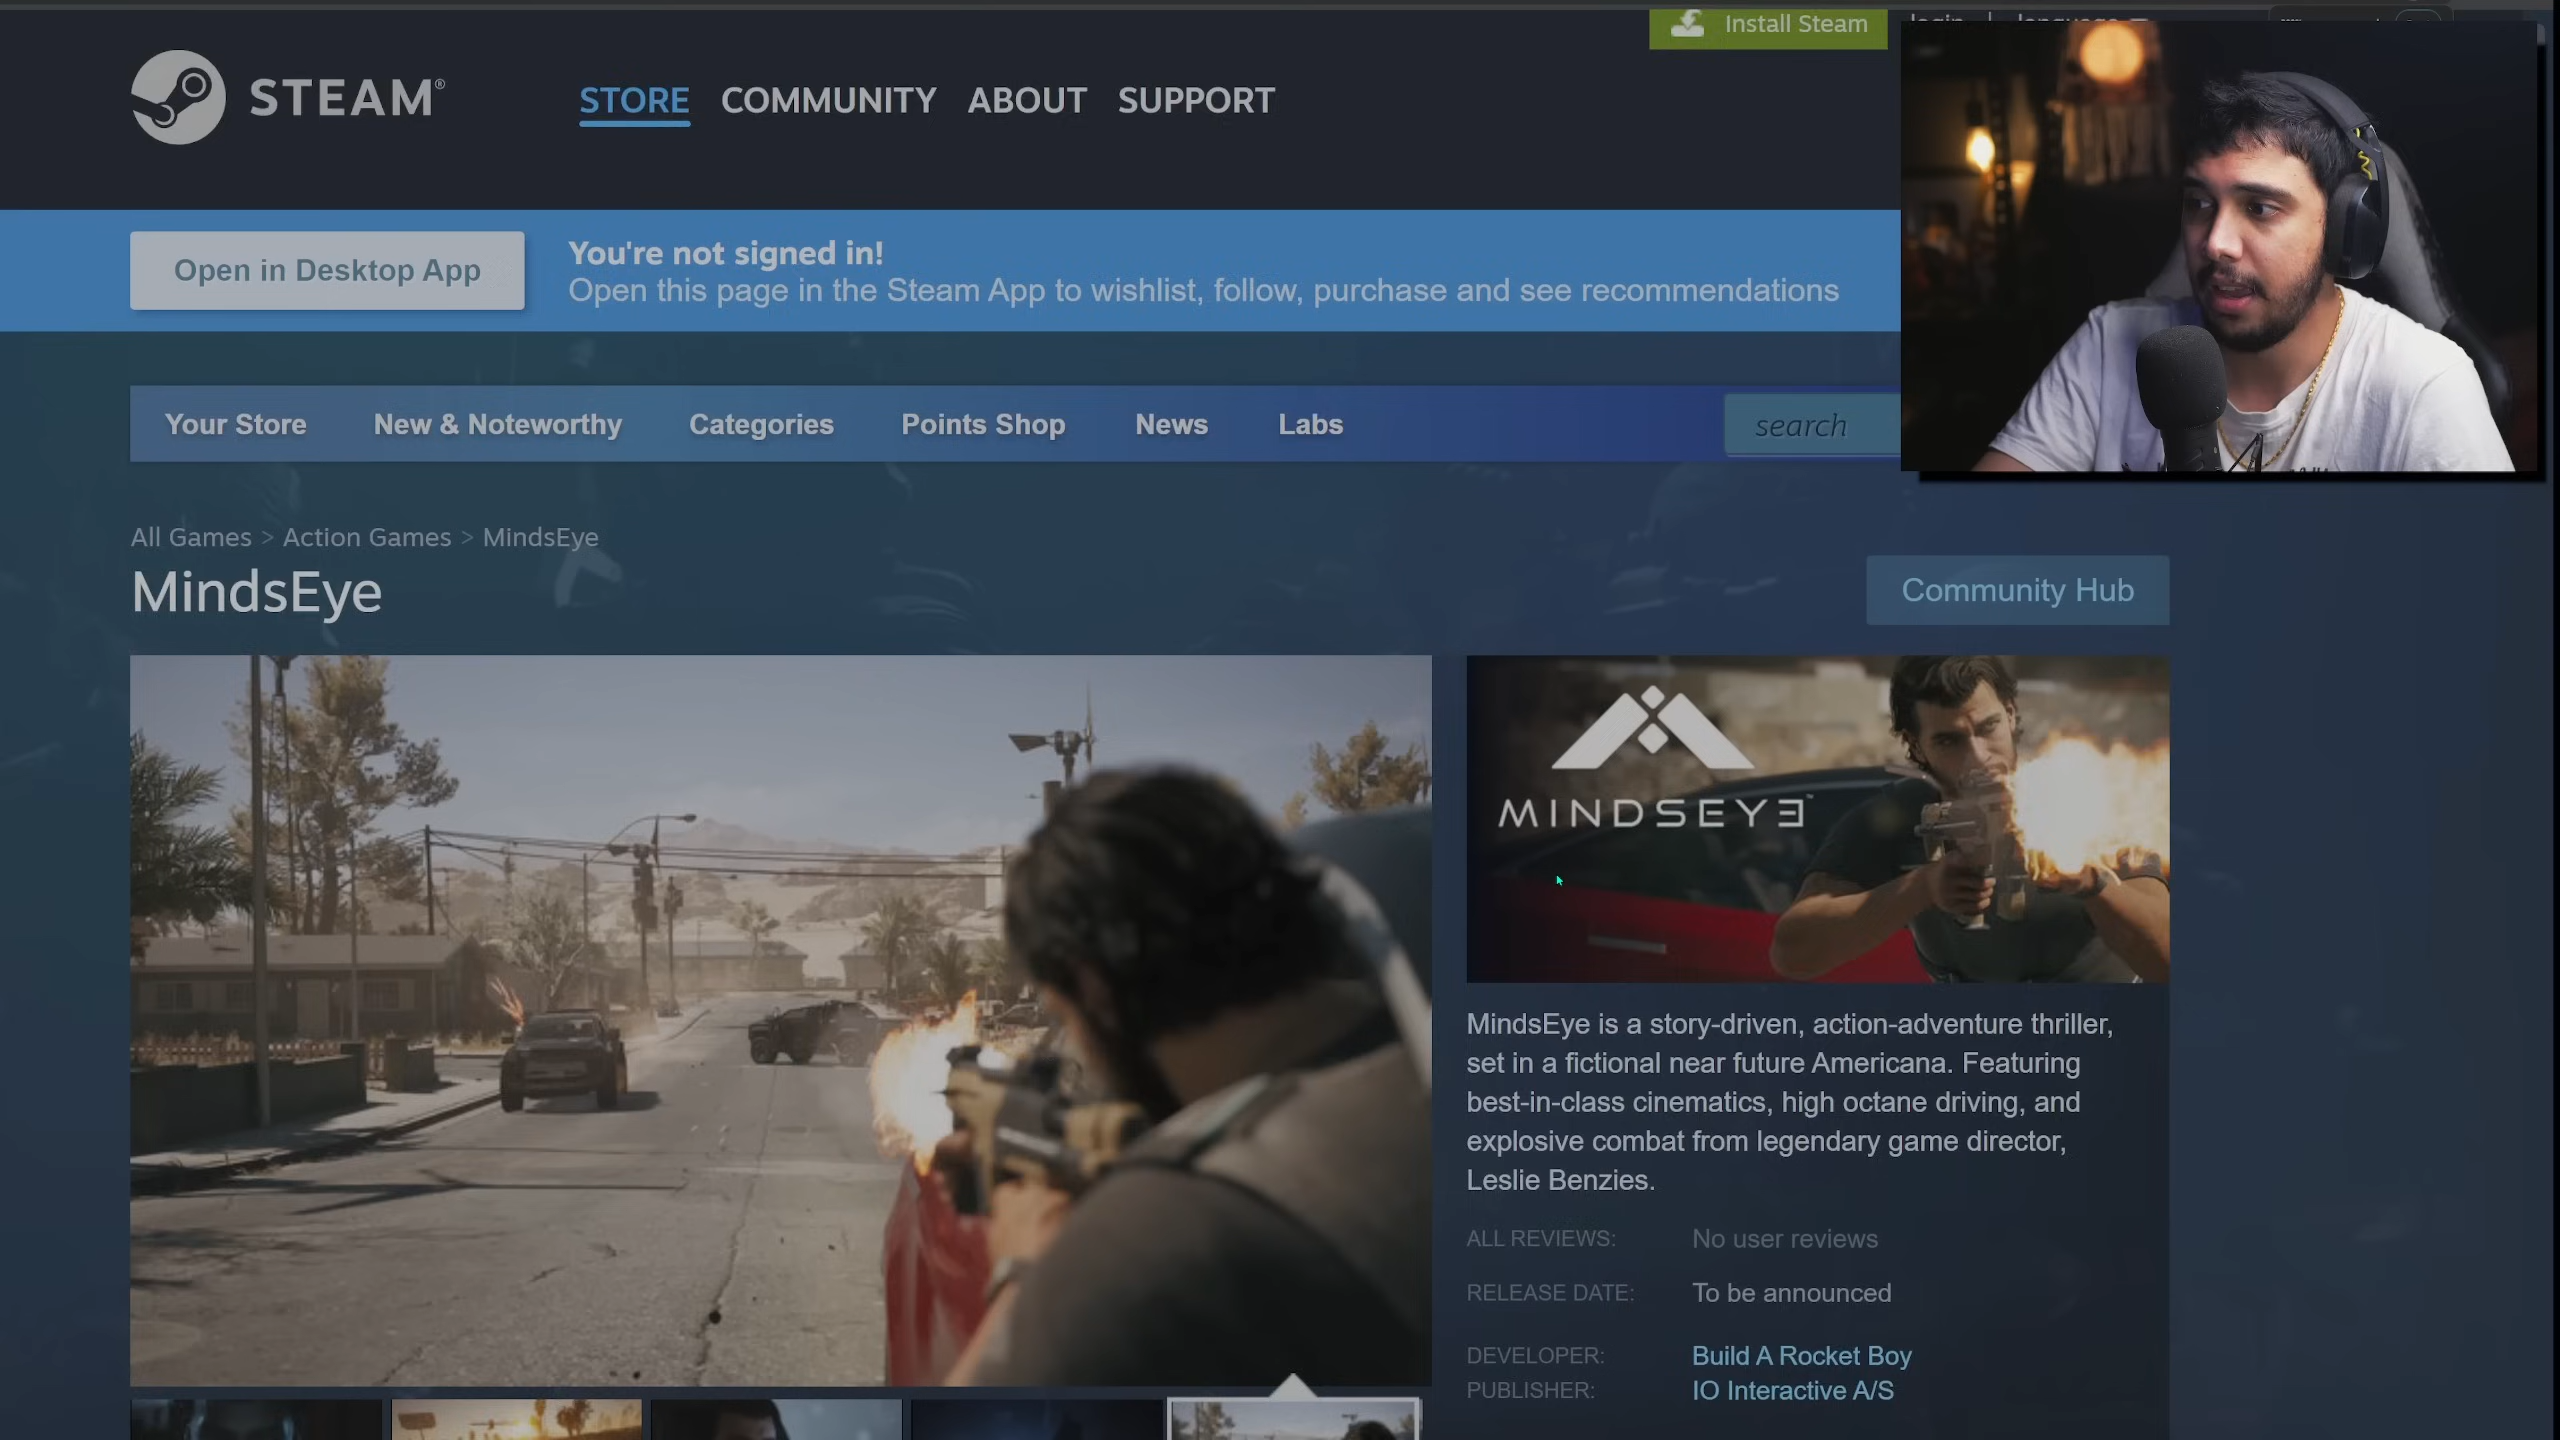 Install Steam
login | language
STEAM®
STORE COMMUNITY ABOUT SUPPORT
Open in Desktop App
You're not signed in!
Open this page in the Steam App to wishlist, follow, purchase and see recommendations
Your Store New & Noteworthy Categories Points Shop News Labs search
All Games > Action Games > MindsEye
MindsEye
Community Hub
MINDSEYE™
MindsEye is a story-driven, action-adventure thriller,
set in a fictional near future Americana. Featuring
best-in-class cinematics, high octane driving, and
explosive combat from legendary game director,
Leslie Benzies.
ALL REVIEWS: No user reviews
RELEASE DATE: To be announced
DEVELOPER: Build A Rocket Boy
PUBLISHER: IO Interactive A/S